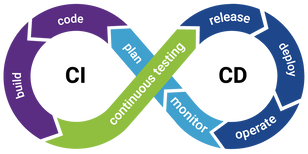 code
release
plan
deploy
build
CI
continuous testing
CD
monitor
operate